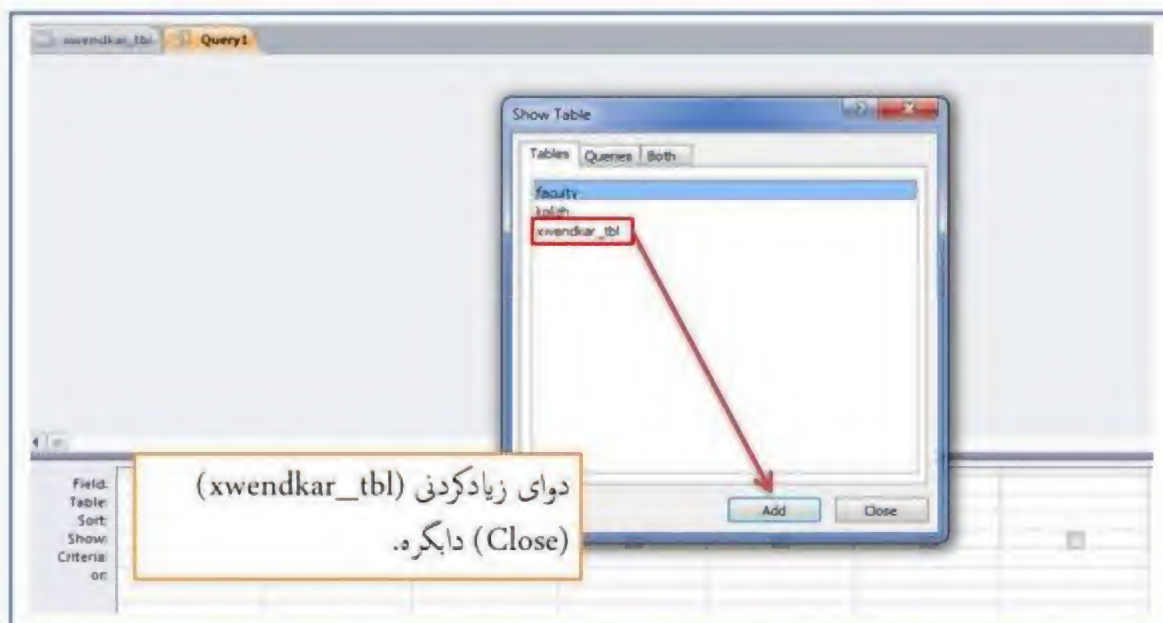 xwendkar_tbl
Query1
Show Table
Tables
Queries
Both
faculty
xwendkar_tbl
Add
Close
Field:
Table:
Sort:
Show:
Criteria:
or:
دوای زیادکردنی (xwendkar_tbl)
(Close) دابگره.